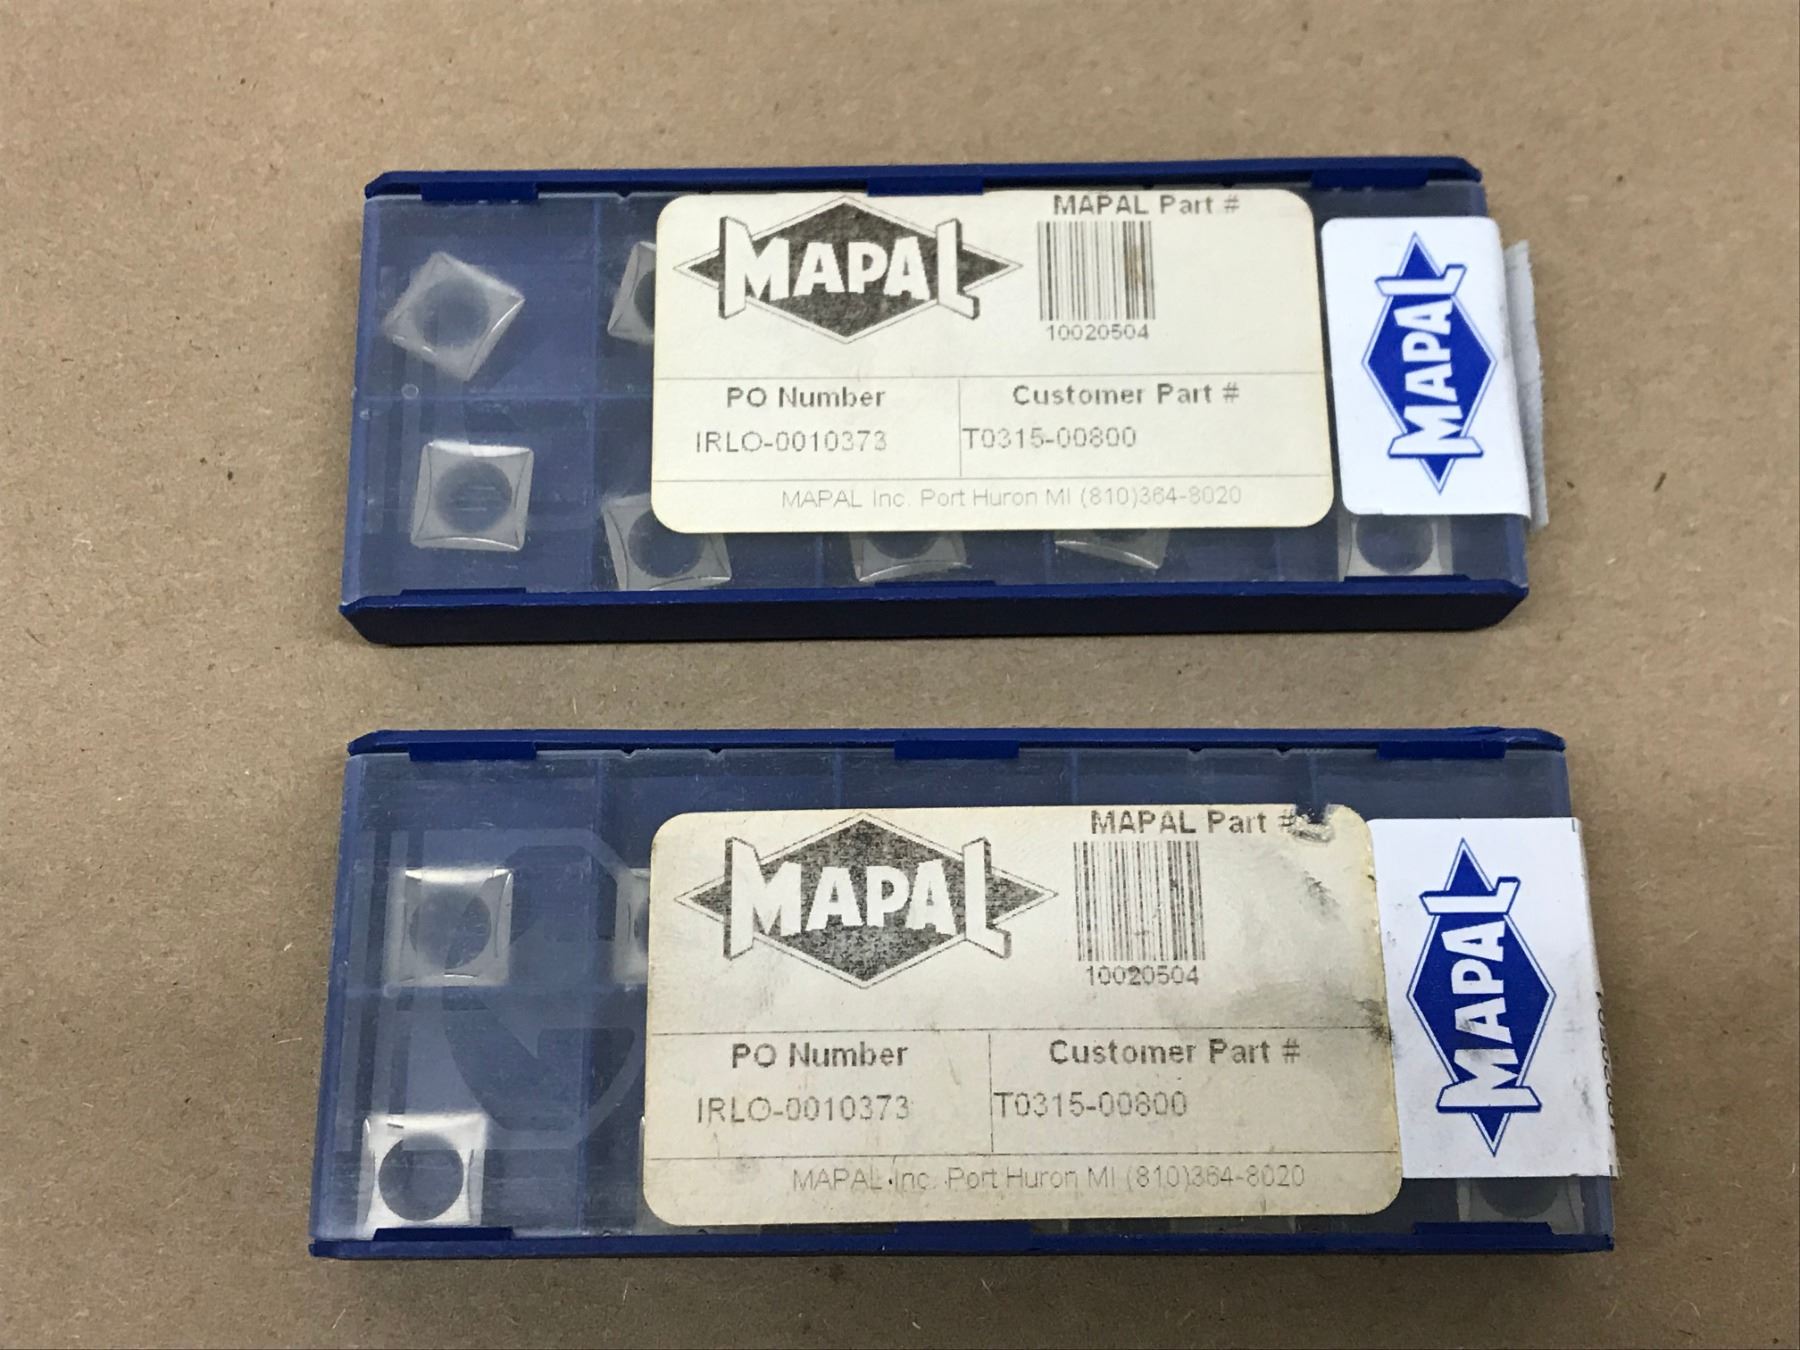 MAPAL
MAPAL Part #
10020504
PO Number
Customer Part #
IRLO-0010373
T0315-00800
MAPAL Inc. Port Huron MI (810)364-8020
MAPAL
MAPAL
MAPAL Part #
10020504
PO Number
Customer Part #
IRLO-0010373
T0315-00800
MAPAL Inc. Port Huron MI (810)364-8020
MAPAL